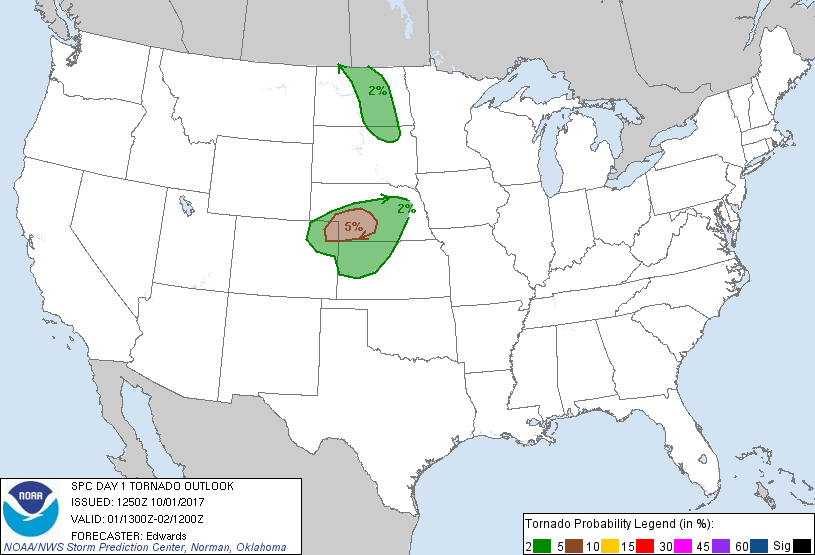 2%
2%
5%
NOAA
SPC DAY 1 TORNADO OUTLOOK
ISSUED: 1250Z 10/01/2017
VALID: 01/1300Z-02/1200Z
FORECASTER: Edwards
NOAA/NWS Storm Prediction Center, Norman, Oklahoma
Tornado Probability Legend (in %):
2 5 10 15 30 45 60 Sig